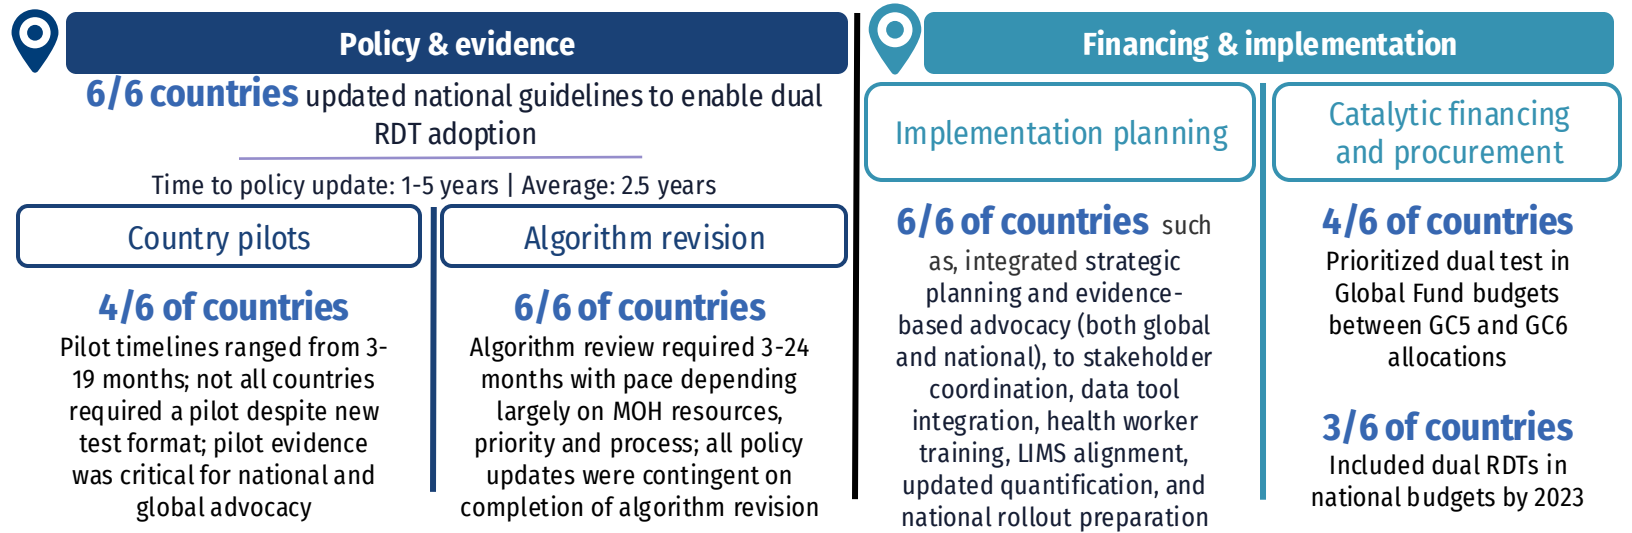 Policy & evidence
6/6 countries updated national guidelines to enable dual
RDT adoption
Time to policy update: 1-5 years | Average: 2.5 years
Country pilots
4/6 of countries
Pilot timelines ranged from 3-
19 months; not all countries
required a pilot despite new
test format; pilot evidence
was critical for national and
global advocacy
Algorithm revision
6/6 of countries
Algorithm review required 3-24
months with pace depending
largely on MOH resources,
priority and process; all policy
updates were contingent on
completion of algorithm revision
Financing & implementation
Implementation planning
6/6 of countries such
as, integrated strategic
planning and evidence-
based advocacy (both global
and national), to stakeholder
coordination, data tool
integration, health worker
training, LIMS alignment,
updated quantification, and
national rollout preparation
Catalytic financing
and procurement
4/6 of countries
Prioritized dual test in
Global Fund budgets
between GC5 and GC6
allocations
3/6 of countries
Included dual RDTs in
national budgets by 2023